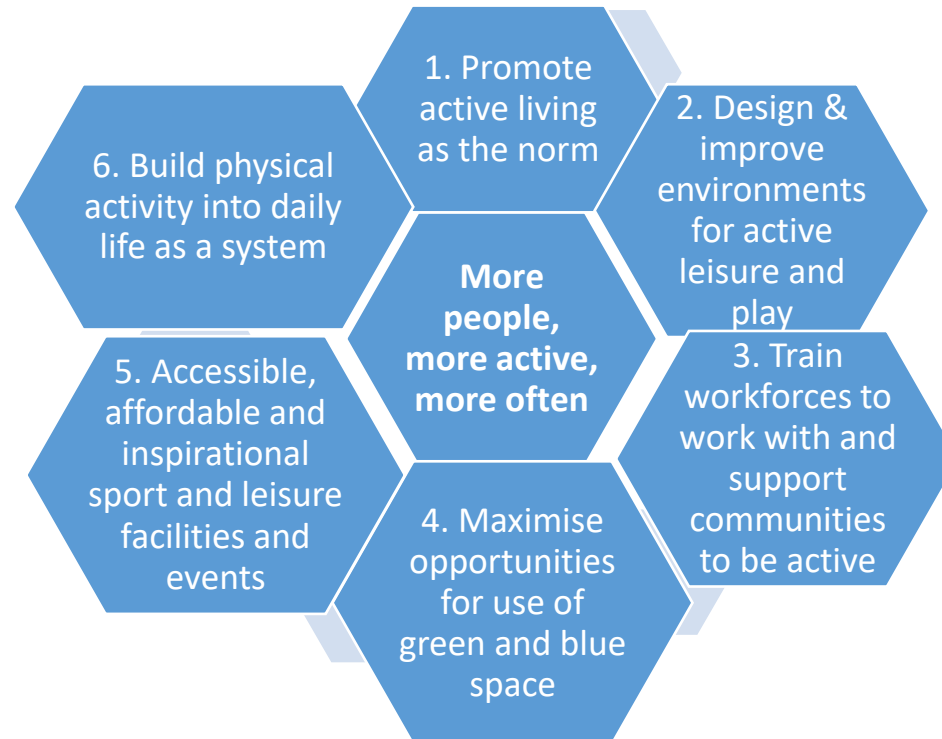 1. Promote
active living
as the norm
2. Design &
improve
environments
for active
leisure and
play
3. Train
workforces to
work with and
support
communities
to be active
4. Maximise
opportunities
for use of
green and blue
space
5. Accessible,
affordable and
inspirational
sport and leisure
facilities and
events
6. Build physical
activity into daily
life as a system
More
people,
more active,
more often